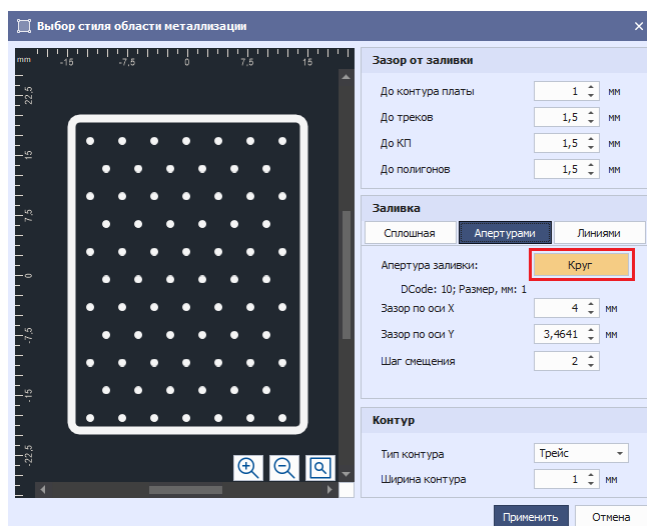 Выбор стиля области металлизации
mm
-15 -7,5 0 7,5 15
22,5
15
7,5
0
-7,5
-15
-22,5
Зазор от заливки
До контура платы 1 мм
До треков 1,5 мм
До КП 1,5 мм
До полигонов 1,5 мм
Заливка
Сплошная Апертурами Линиями
Апертура заливки: Круг
DCode: 10; Размер, мм: 1
Зазор по оси X 4 мм
Зазор по оси Y 3,4641 мм
Шаг смещения 2
Контур
Тип контура Трейс
Ширина контура 1 мм
Применить Отмена